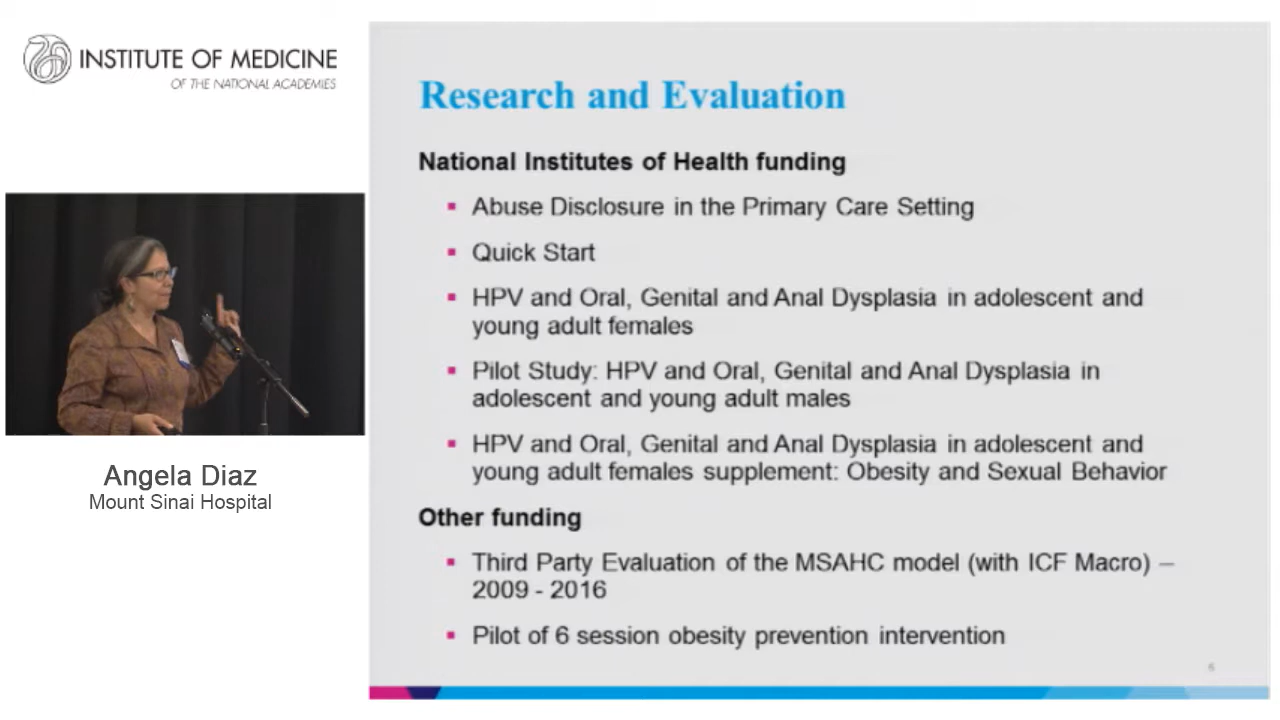 INSTITUTE OF MEDICINE
OF THE NATIONAL ACADEMIES
Angela Diaz
Mount Sinai Hospital
Research and Evaluation
National Institutes of Health funding
Abuse Disclosure in the Primary Care Setting
Quick Start
HPV and Oral, Genital and Anal Dysplasia in adolescent and
young adult females
Pilot Study: HPV and Oral, Genital and Anal Dysplasia in
adolescent and young adult males
HPV and Oral, Genital and Anal Dysplasia in adolescent and
young adult females supplement: Obesity and Sexual Behavior
Other funding
Third Party Evaluation of the MSAHC model (with ICF Macro) –
2009 - 2016
Pilot of 6 session obesity prevention intervention